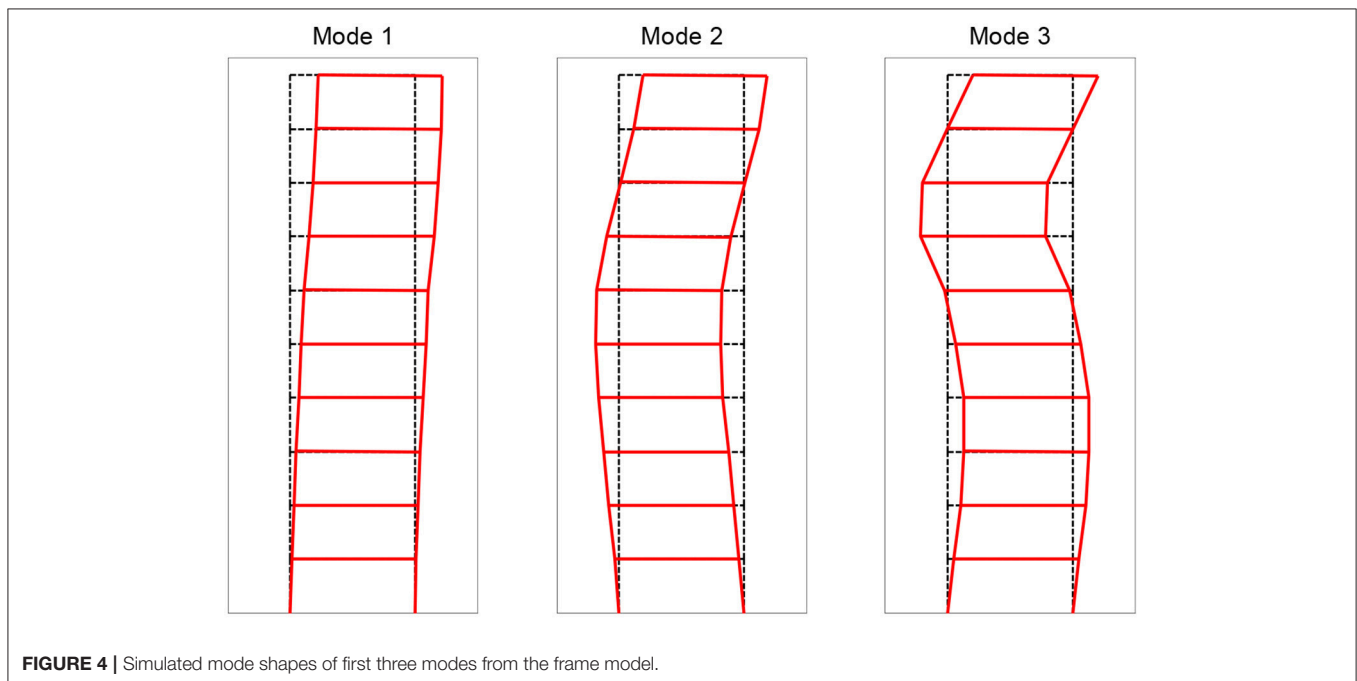 Mode 1 Mode 2 Mode 3
FIGURE 4 | Simulated mode shapes of first three modes from the frame model.